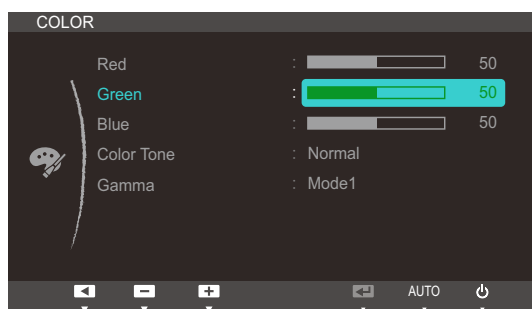 COLOR
Red : 50
Green : 50
Blue : 50
Color Tone : Normal
Gamma : Mode1
AUTO